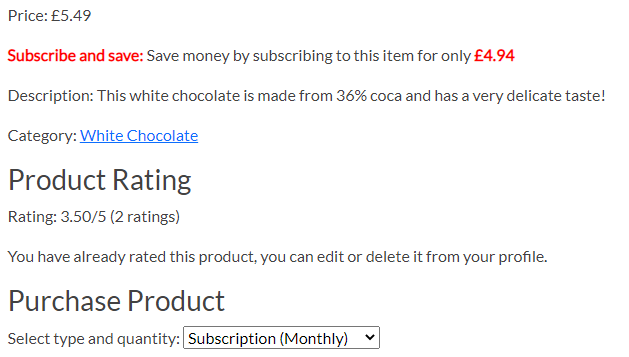 Price: £5.49
Subscribe and save: Save money by subscribing to this item for only £4.94
Description: This white chocolate is made from 36% coca and has a very delicate taste!
Category: White Chocolate
Product Rating
Rating: 3.50/5 (2 ratings)
You have already rated this product, you can edit or delete it from your profile.
Purchase Product
Select type and quantity: Subscription (Monthly)